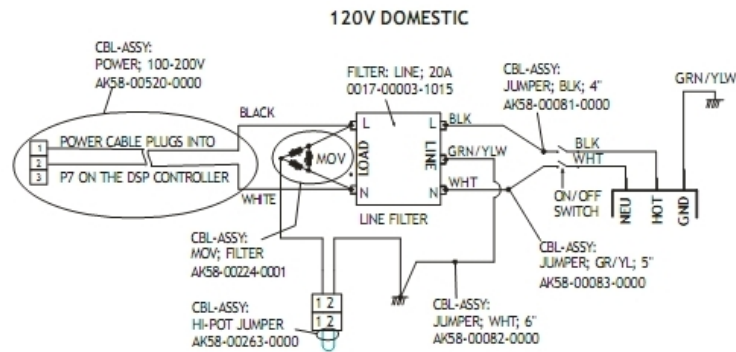 120V DOMESTIC
CBL-ASSY:
POWER; 100-200V
AK58-00520-0000
FILTER: LINE; 20A
0017-00003-1015
CBL-ASSY:
JUMPER; BLK; 4"
AK58-00081-0000
GRN/YLW
BLACK
1
2
3
POWER CABLE PLUGS INTO
P7 ON THE DSP CONTROLLER
WHITE
MOV
L
LOAD
N
L
LINE
N
BLK
GRN/YLW
WHT
LINE FILTER
BLK
WHT
ON/OFF
SWITCH
NEU
HOT
GND
CBL-ASSY:
MOV; FILTER
AK58-00224-0001
CBL-ASSY:
JUMPER; GR/YL; 5"
AK58-00083-0000
CBL-ASSY:
HI-POT JUMPER
AK58-00263-0000
1 2
1 2
CBL-ASSY:
JUMPER; WHT; 6"
AK58-00082-0000